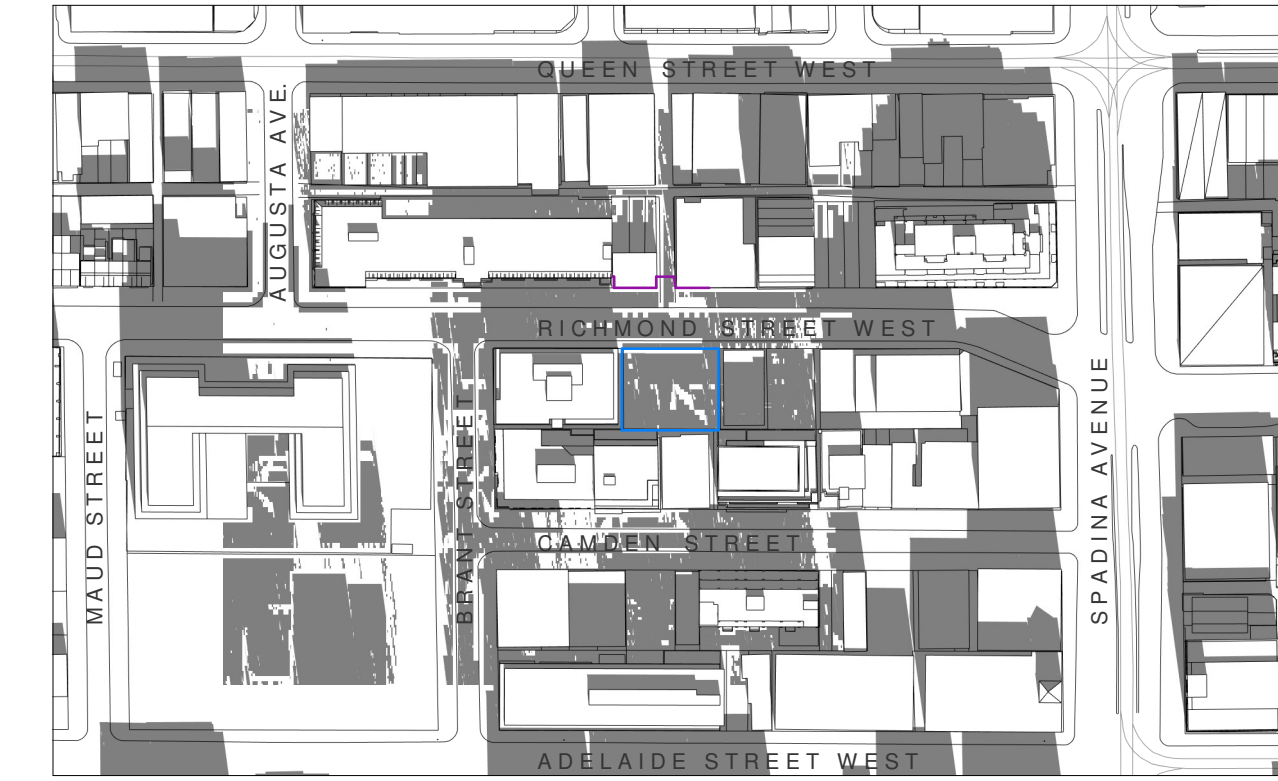 QUEEN STREET WEST
AUGUSTA AVE.
RICHMOND STREET WEST
MAUD STREET
BRANT STREET
SPADINA AVENUE
CAMDEN STREET
ADELAIDE STREET WEST